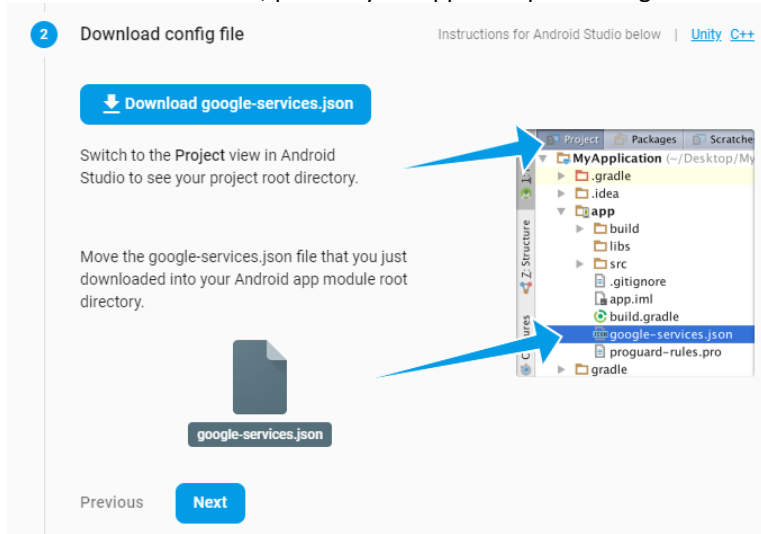 2
Download config file
Instructions for Android Studio below | Unity C++
Download google-services.json
Switch to the Project view in Android
Studio to see your project root directory.
Move the google-services.json file that you just
downloaded into your Android app module root
directory.
google-services.json
Previous
Next
Project Packages Scratche
MyApplication (~/Desktop/My
.gradle
.idea
app
build
libs
src
.gitignore
app.iml
build.gradle
google-services.json
proguard-rules.pro
gradle
Z: Structure